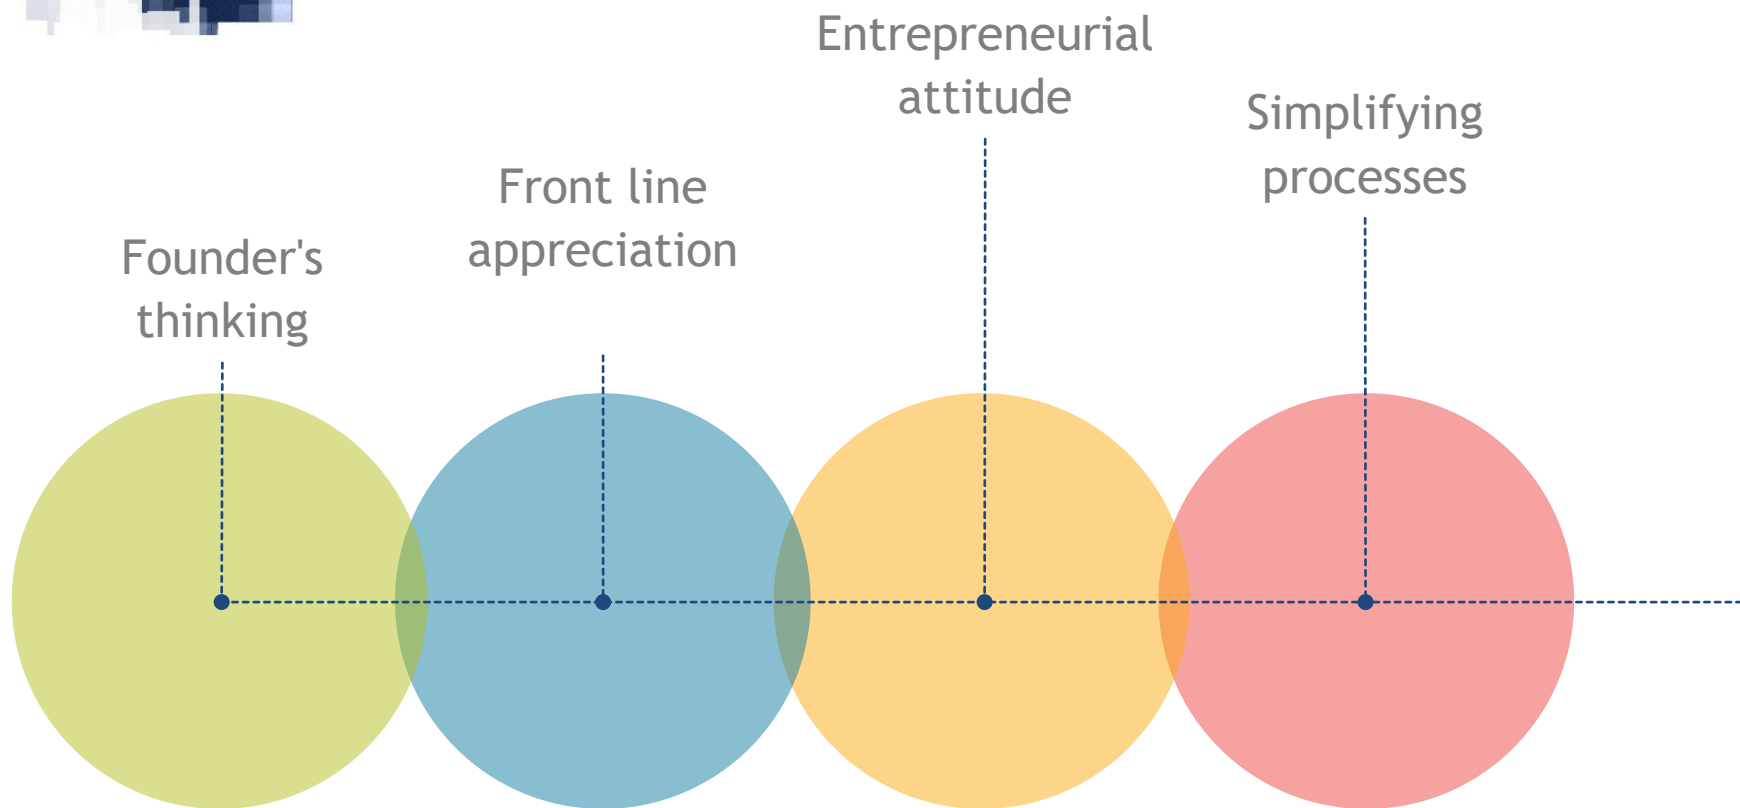 Founder's
thinking
Front line
appreciation
Entrepreneurial
attitude
Simplifying
processes